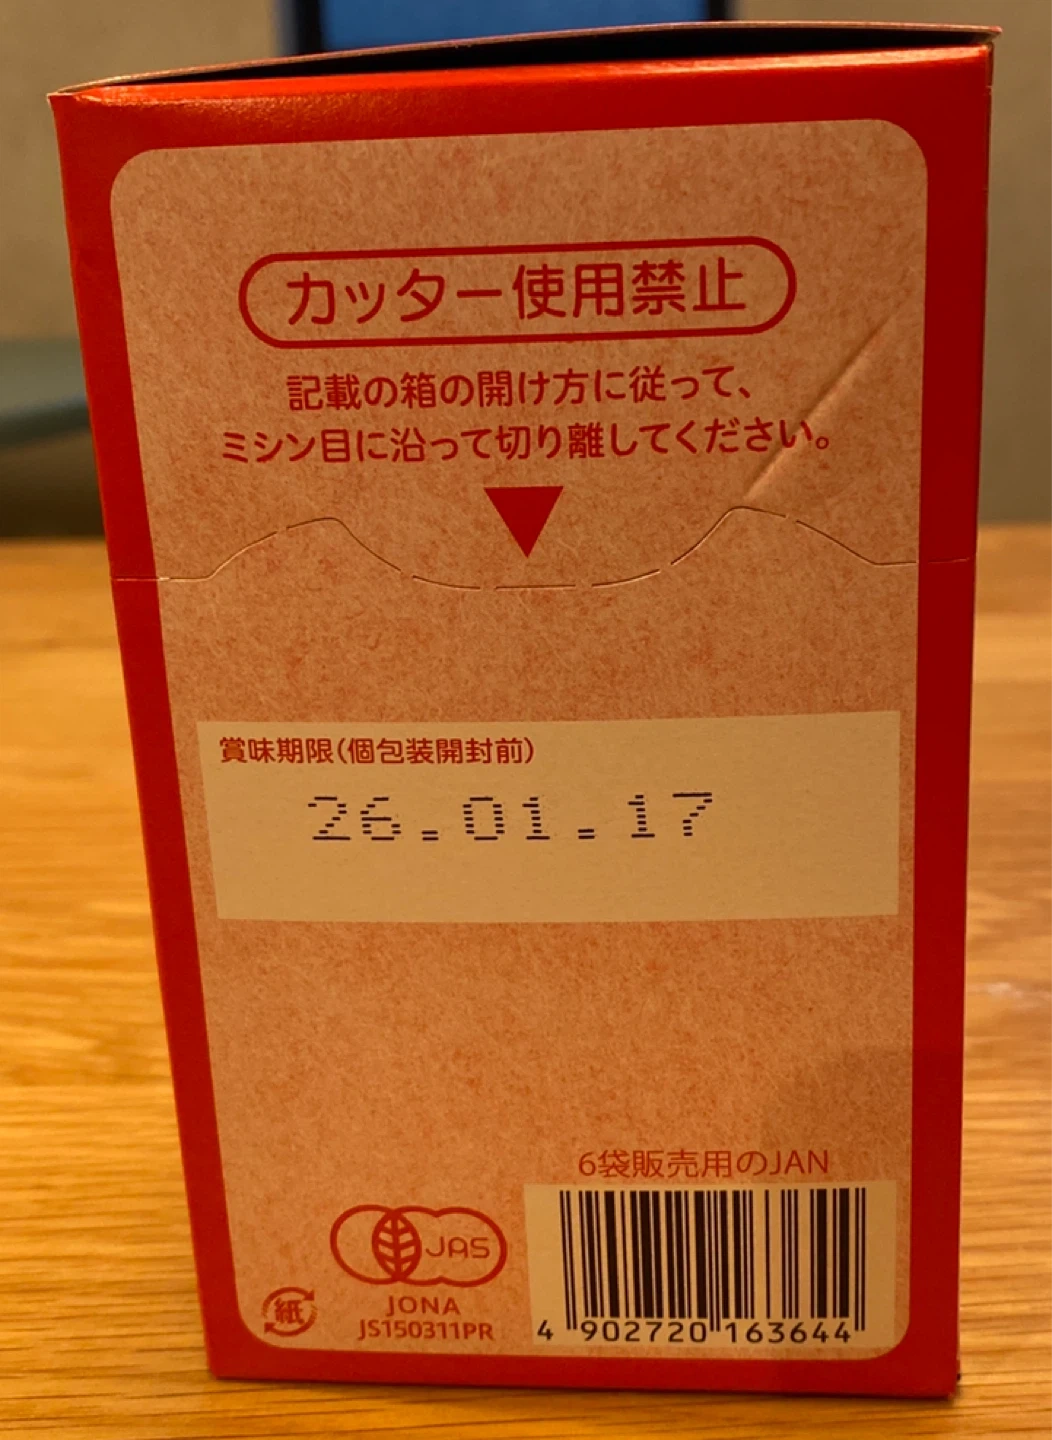 カッター使用禁止
記載の箱の開け方に従って、
ミシン目に沿って切り離してください。
賞味期限(個包装開封前)
26.01.17
6袋販売用のJAN
JAS
JONA
JS150311PR
紙
4 902720 163644